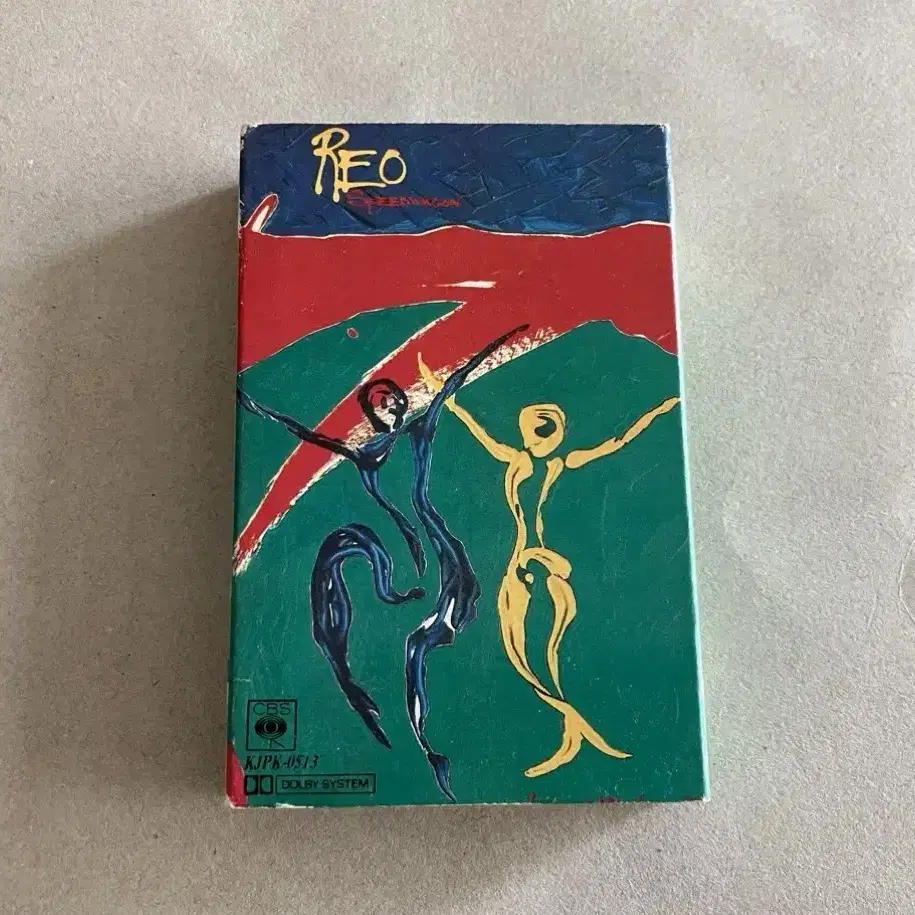 REO
SPEEDWAGON
CBS
KJPK-0513
DOLBY SYSTEM